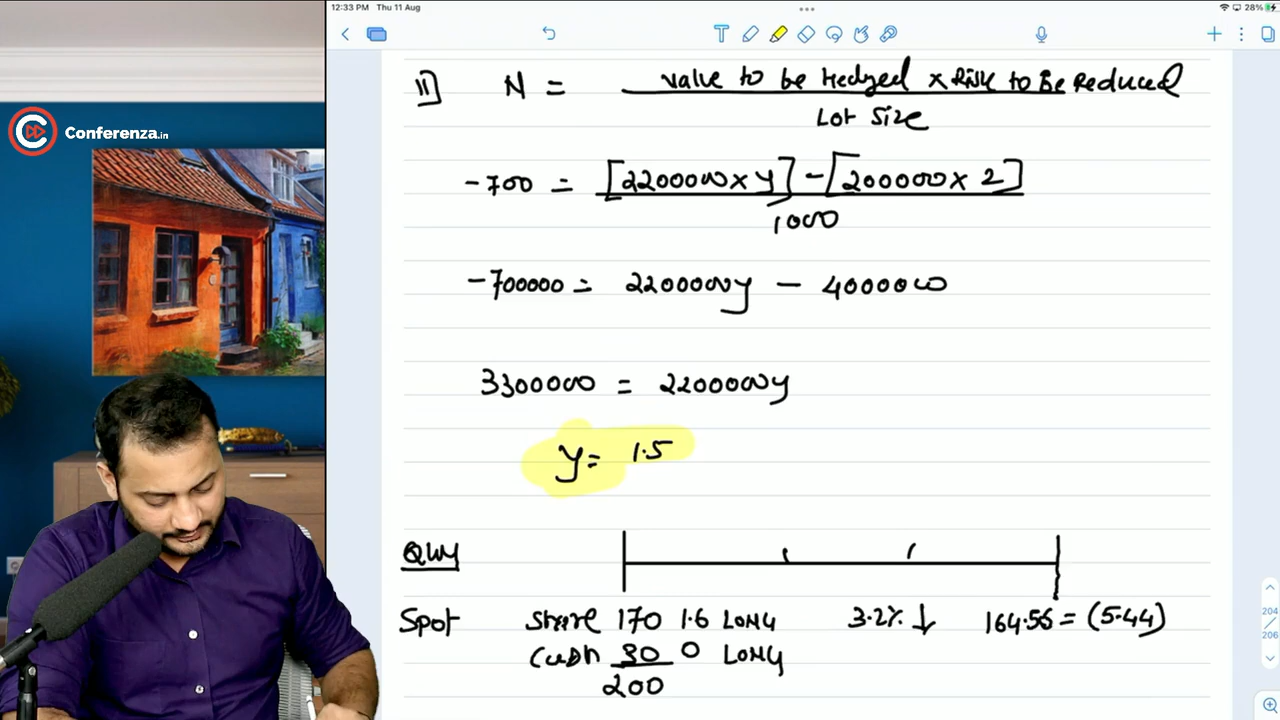 12:33 PM Thu 11 Aug
28%
Conferenza.in
ii] N = value to be Hedged x Risk to Be Reduced
Lot Size
-700 = [2200000 x y] - [2000000 x 2]
1000
-700000 = 2200000y - 4000000
3300000 = 2200000y
y = 1.5
QWY
Spot Share 170 1.6 LONG 3.2% ↓ 164.56 = (5.44)
Cash 30 0 LONG
200
204
206